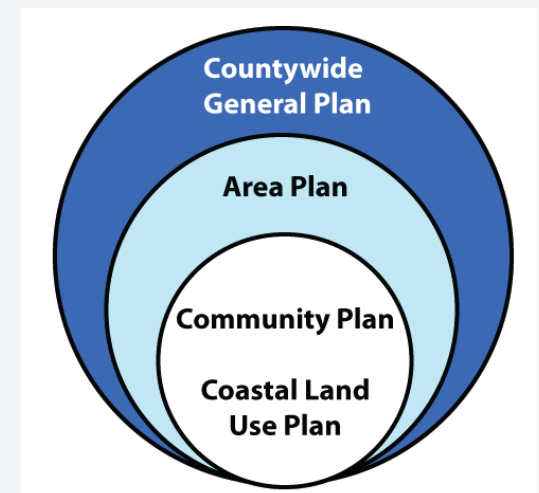 Countywide
General Plan
Area Plan
Community Plan
Coastal Land
Use Plan